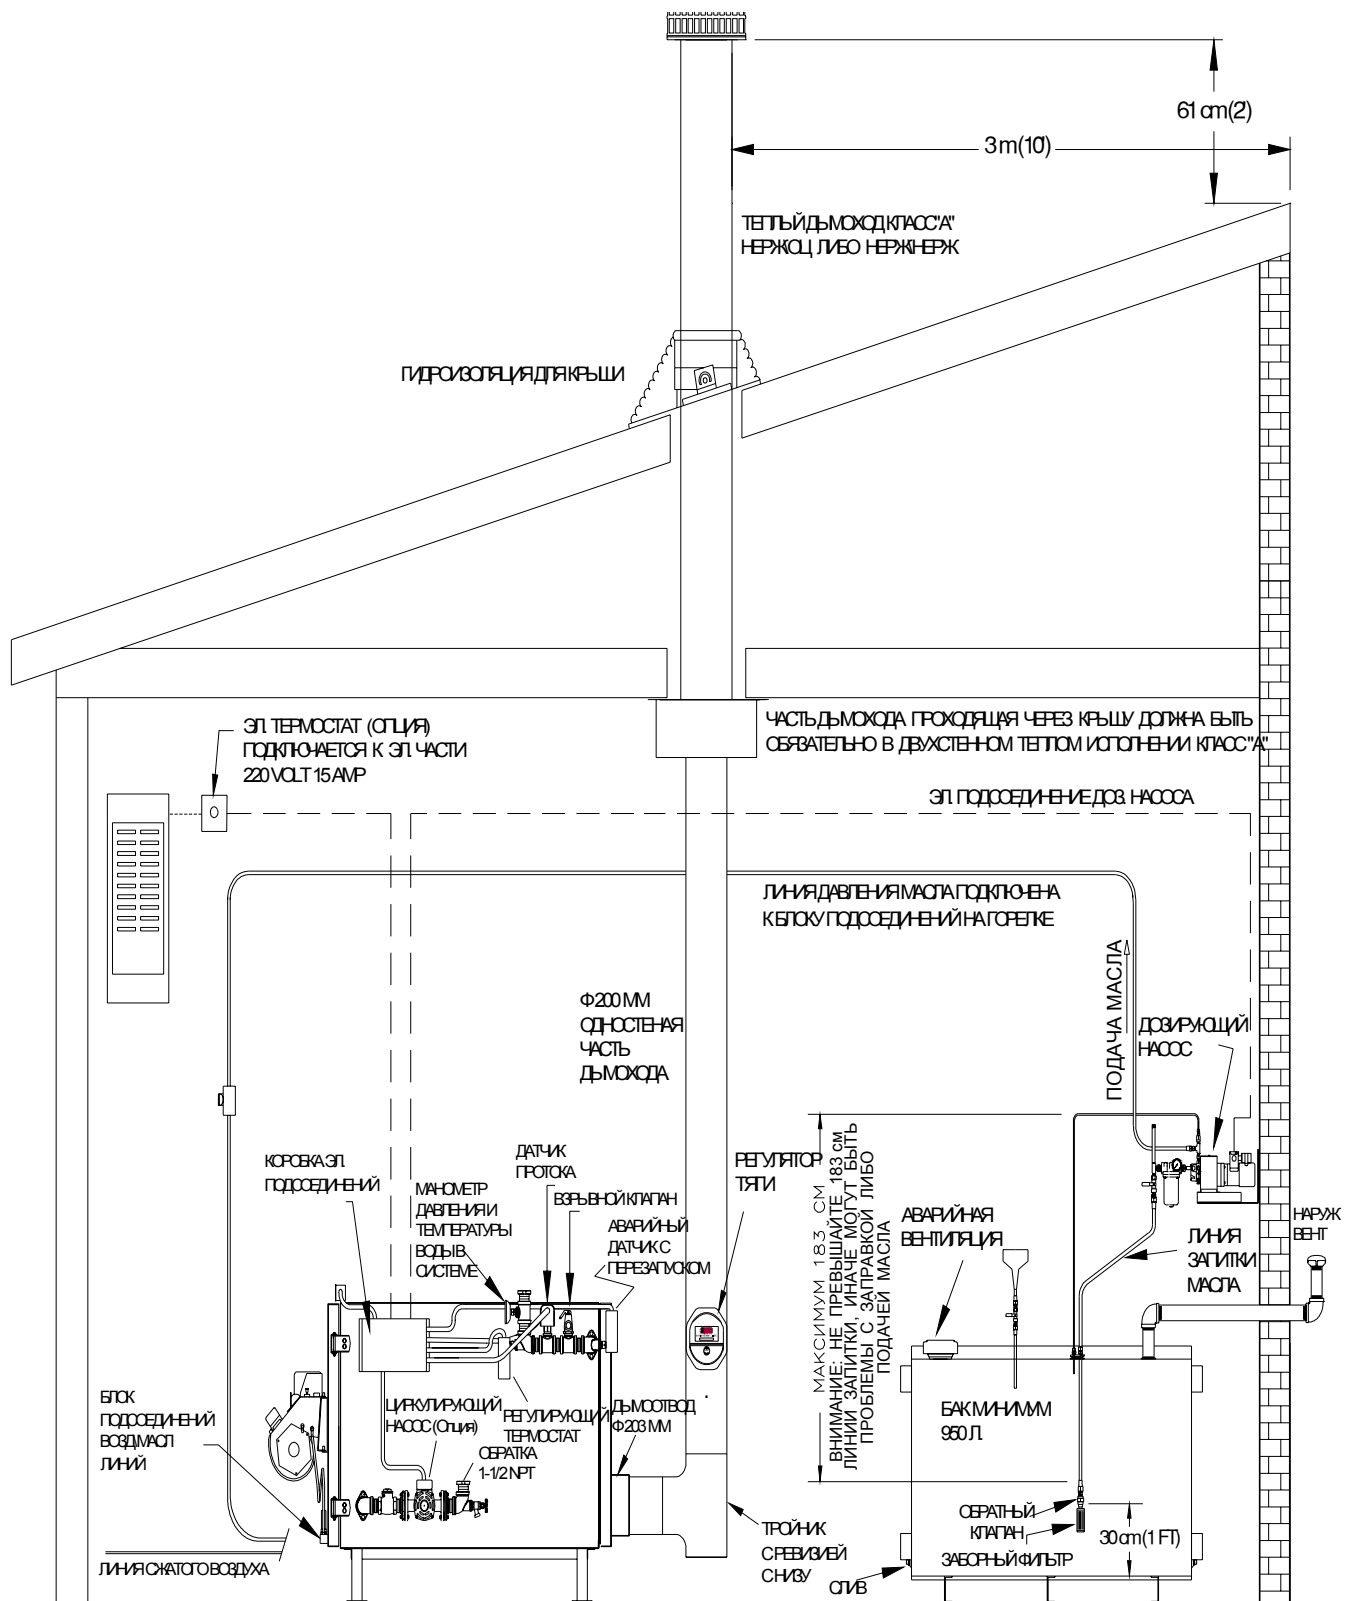 61 cm(2')
3 m(10')
ТЕПЛЫЙ ДЫМОХОД КЛАСС "А"
НЕРЖ/ОЦ, ЛИБО НЕРЖ/НЕРЖ
ГИДРОИЗОЛЯЦИЯ ДЛЯ КРЫШИ
ЭЛ. ТЕРМОСТАТ (ОПЦИЯ)
ПОДКЛЮЧАЕТСЯ К ЭЛ. ЧАСТИ
220 VOLT 15 AMP
ЧАСТЬ ДЫМОХОДА ПРОХОДЯЩАЯ ЧЕРЕЗ КРЫШУ ДОЛЖНА БЫТЬ
ОБЯЗАТЕЛЬНО В ДВУХСТЕННОМ ТЕПЛОМ ИСПОЛНЕНИИ КЛАСС "А"
ЭЛ. ПОДСОЕДИНЕНИЕ ДОЗ. НАСОСА
ЛИНИЯ ДАВЛЕНИЯ МАСЛА ПОДКЛЮЧЕНА
К БЛОКУ ПОДСОЕДИНЕНИЙ НА ГОРЕЛКЕ
ПОДАЧА МАСЛА
Ф200 ММ
ОДНОСТЕНАЯ
ЧАСТЬ
ДЫМОХОДА
ДОЗИРУЮЩИЙ
НАСОС
КОРОБКА ЭЛ.
ПОДСОЕДИНЕНИЙ
МАНОМЕТР
ДАВЛЕНИЯ И
ТЕМПЕРАТУРЫ
ВОДЫ В
СИСТЕМЕ
ДАТЧИК
ПРОТОКА
ВЗРЫВНОЙ КЛАПАН
АВАРИЙНЫЙ
ДАТЧИК С
ПЕРЕЗАПУСКОМ
РЕГУЛЯТОР
ТЯГИ
МАКСИМУМ 183 СМ
ВНИМАНИЕ: НЕ ПРЕВЫШАЙТЕ 183 см
ЛИНИИ ЗАПИТКИ, ИНАЧЕ МОГУТ БЫТЬ
ПРОБЛЕМЫ С ЗАПРАВКОЙ ЛИБО
ПОДАЧЕЙ МАСЛА
АВАРИЙНАЯ
ВЕНТИЛЯЦИЯ
ЛИНИЯ
ЗАПИТКИ
МАСЛА
НАРУЖ
ВЕНТ
БЛОК
ПОДСОЕДИНЕНИЙ
ВОЗД/МАСЛ
ЛИНИЙ
ЦИРКУЛИРУЮЩИЙ
НАСОС (Опция)
РЕГУЛИРУЮЩИЙ
ТЕРМОСТАТ
ДЫМООТВОД
Ф203 ММ
ОБРАТКА
1-1/2 NPT
БАК МИНИМУМ
950 Л.
ОБРАТНЫЙ
КЛАПАН
ЗАБОРНЫЙ ФИЛЬТР
30 cm (1 FT)
ТРОЙНИК
С РЕВИЗИЕЙ
СНИЗУ
СЛИВ
ЛИНИЯ СЖАТОГО ВОЗДУХА